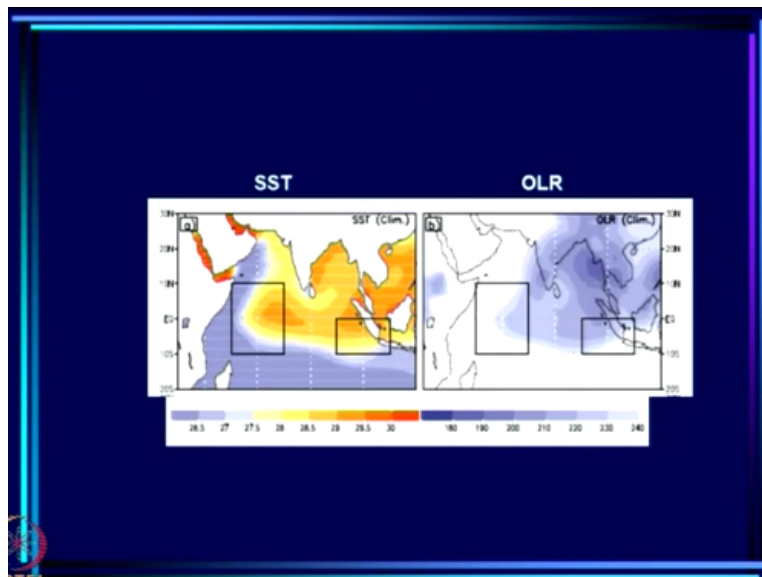 SST OLR
a) SST (Clim.) b) OLR (Clim.)
30N 30N
20N 20N
10N 10N
EQ EQ
10S 10S
20S 20S
28.5 27 27.5 28 28.5 29 29.5 30 180 190 200 210 220 230 240